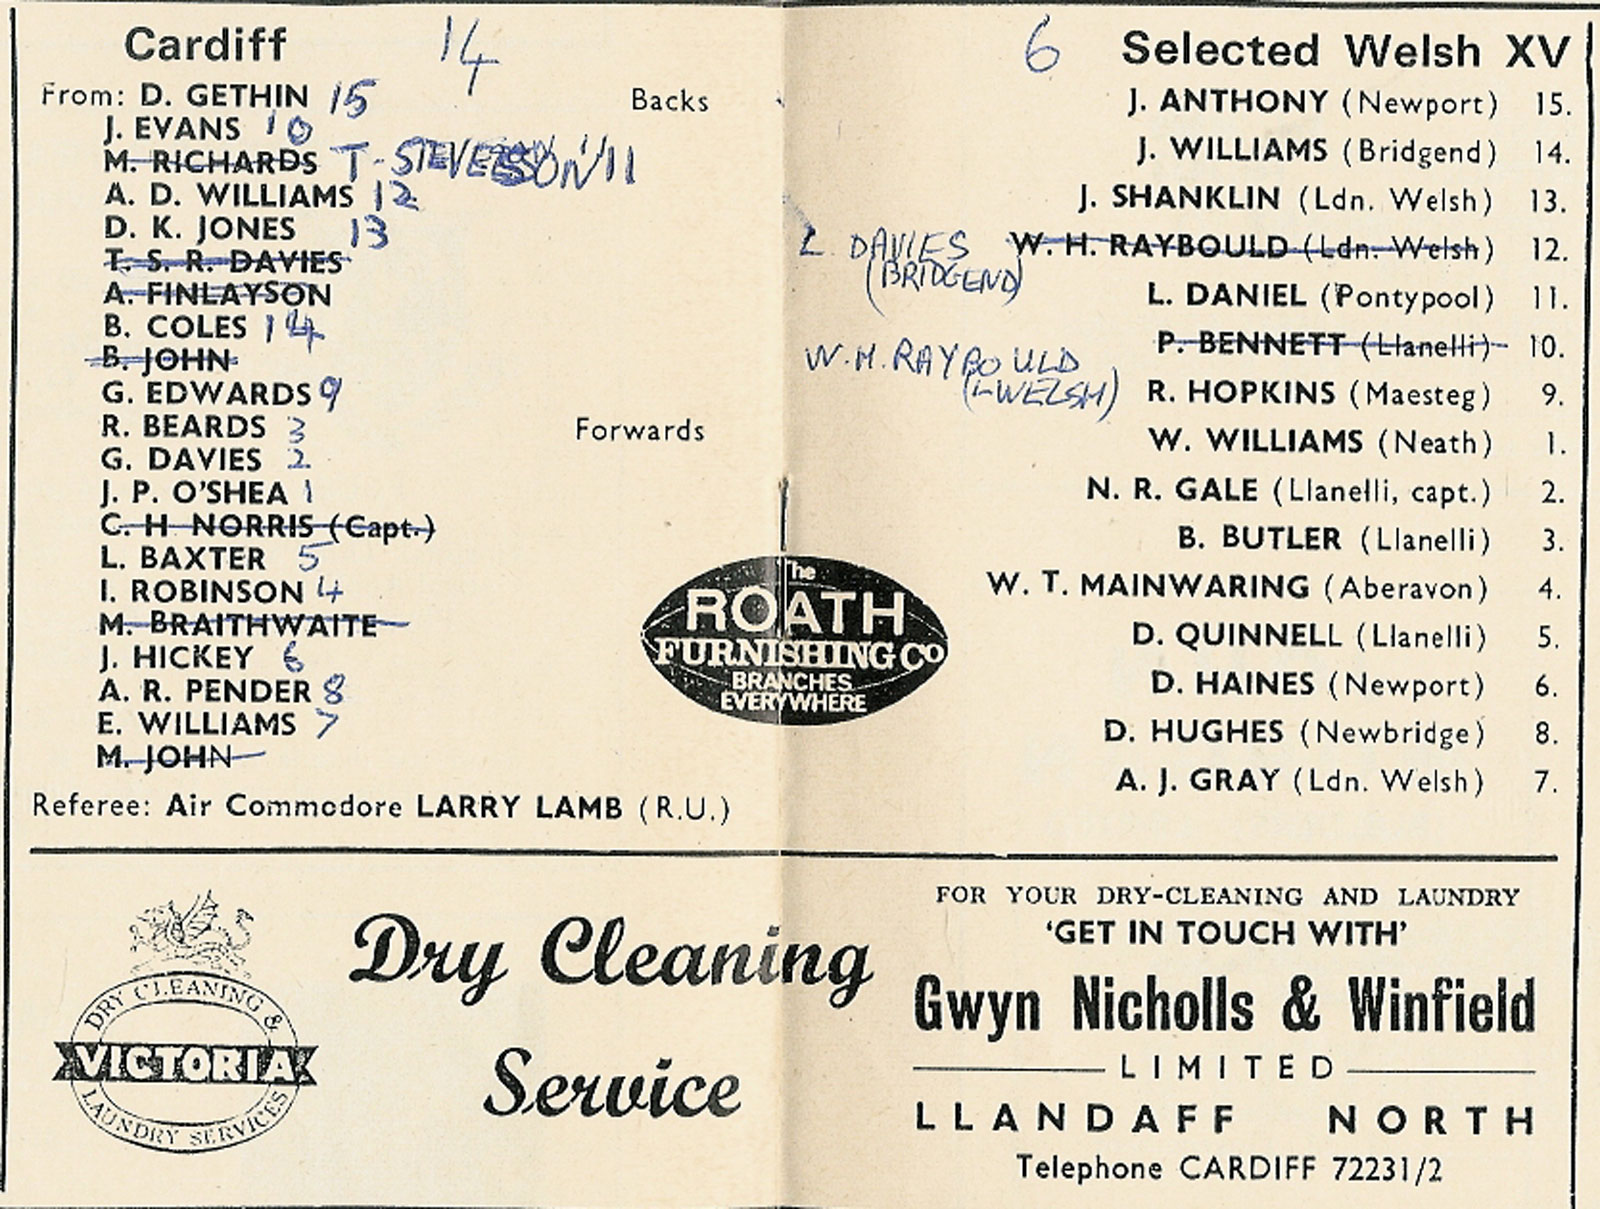 Cardiff 14
From: D. GETHIN 15 Backs
J. EVANS 10
M. RICHARDS T. STEVENSON 11
A. D. WILLIAMS 12
D. K. JONES 13
T. S. R. DAVIES
A. FINLAYSON
B. COLES 14
B. JOHN
G. EDWARDS 9
R. BEARDS 3 Forwards
G. DAVIES 2
J. P. O'SHEA 1
C. H NORRIS (Capt.)
L. BAXTER 5
I. ROBINSON 4
M. BRAITHWAITE
J. HICKEY 6
A. R. PENDER 8
E. WILLIAMS 7
M. JOHN
Referee: Air Commodore LARRY LAMB (R.U.)
6 Selected Welsh XV
J. ANTHONY (Newport) 15.
J. WILLIAMS (Bridgend) 14.
J. SHANKLIN (Ldn. Welsh) 13.
L. DAVIES W. H. RAYBOULD (Ldn. Welsh) 12.
(BRIDGEND)
L. DANIEL (Pontypool) 11.
P. BENNETT (Llanelli) 10.
W. H. RAYBOULD
(L WELSH)
R. HOPKINS (Maesteg) 9.
W. WILLIAMS (Neath) 1.
N. R. GALE (Llanelli, capt.) 2.
B. BUTLER (Llanelli) 3.
W. T. MAINWARING (Aberavon) 4.
D. QUINNELL (Llanelli) 5.
D. HAINES (Newport) 6.
D. HUGHES (Newbridge) 8.
A. J. GRAY (Ldn. Welsh) 7.
The
ROATH
FURNISHING CO
BRANCHES
EVERYWHERE
DRY CLEANING &
VICTORIA
LAUNDRY SERVICES
Dry Cleaning
Service
FOR YOUR DRY-CLEANING AND LAUNDRY
'GET IN TOUCH WITH'
Gwyn Nicholls & Winfield
LIMITED
LLANDAFF NORTH
Telephone CARDIFF 72231/2